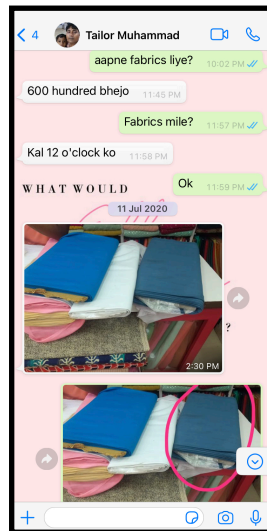 4 Tailor Muhammad
aapne fabrics liye? 10:02 PM
600 hundred bhejo 11:45 PM
Fabrics mile? 11:57 PM
Kal 12 o'clock ko 11:58 PM
Ok 11:59 PM
WHAT WOULD
11 Jul 2020
?
2:30 PM